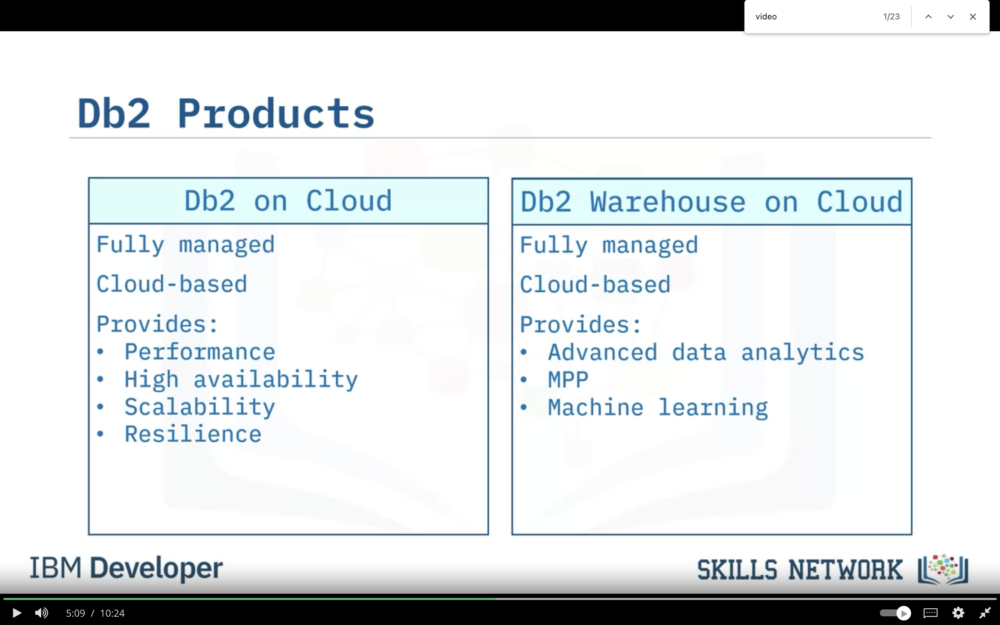 video 1/23
Db2 Products
Db2 on Cloud
Fully managed
Cloud-based
Provides:
• Performance
• High availability
• Scalability
• Resilience
Db2 Warehouse on Cloud
Fully managed
Cloud-based
Provides:
• Advanced data analytics
• MPP
• Machine learning
IBM Developer
SKILLS NETWORK
5:09 / 10:24